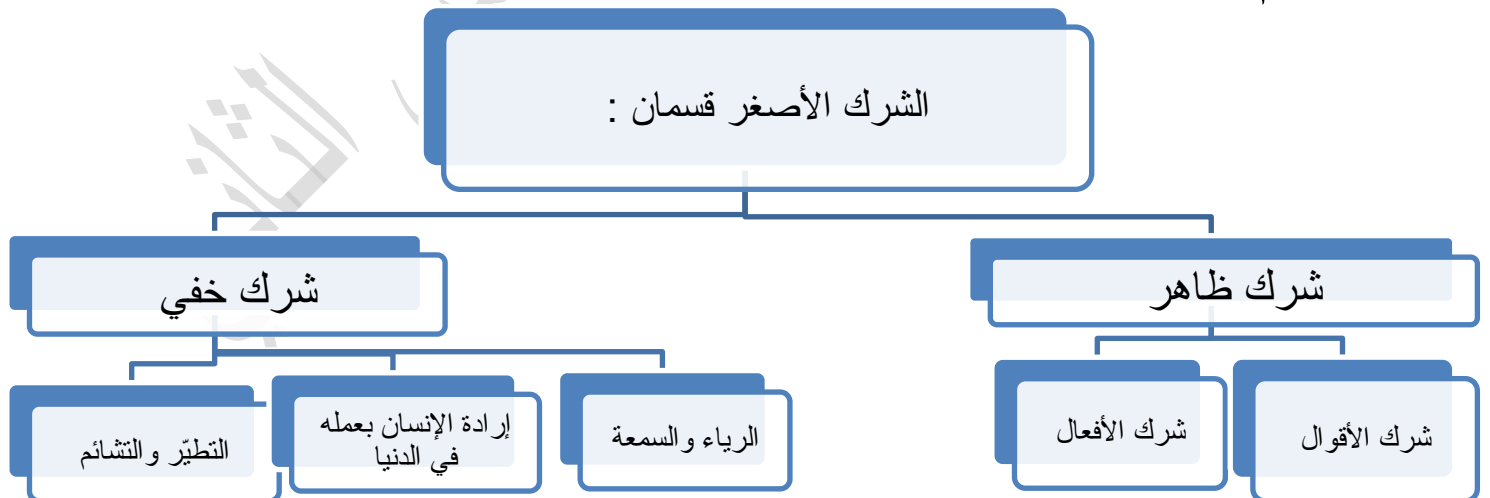 الشرك الأصغر قسمان :
شرك ظاهر
شرك خفي
شرك الأقوال
شرك الأفعال
الرياء والسمعة
إرادة الإنسان بعمله
في الدنيا
التطيّر والتشائم